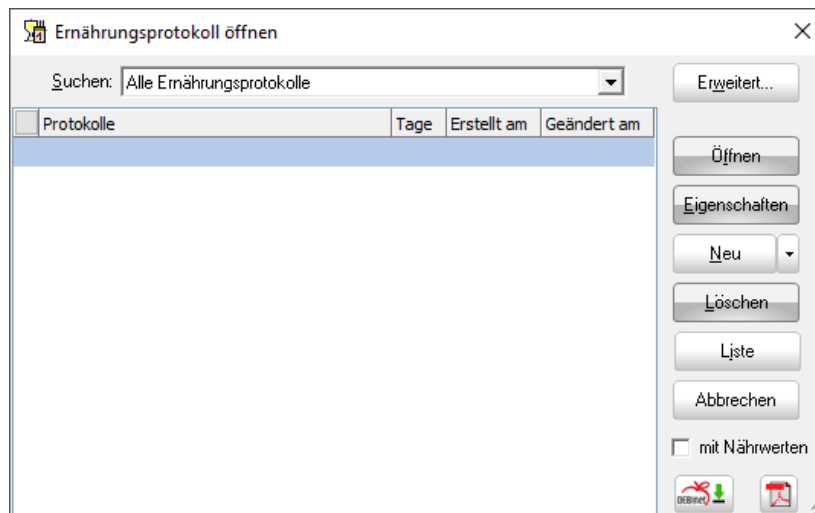 Ernährungsprotokoll öffnen
Suchen: Alle Ernährungsprotokolle
Erweitert...
Protokolle Tage Erstellt am Geändert am
Öffnen
Eigenschaften
Neu
Löschen
Liste
Abbrechen
mit Nährwerten
DEBInet